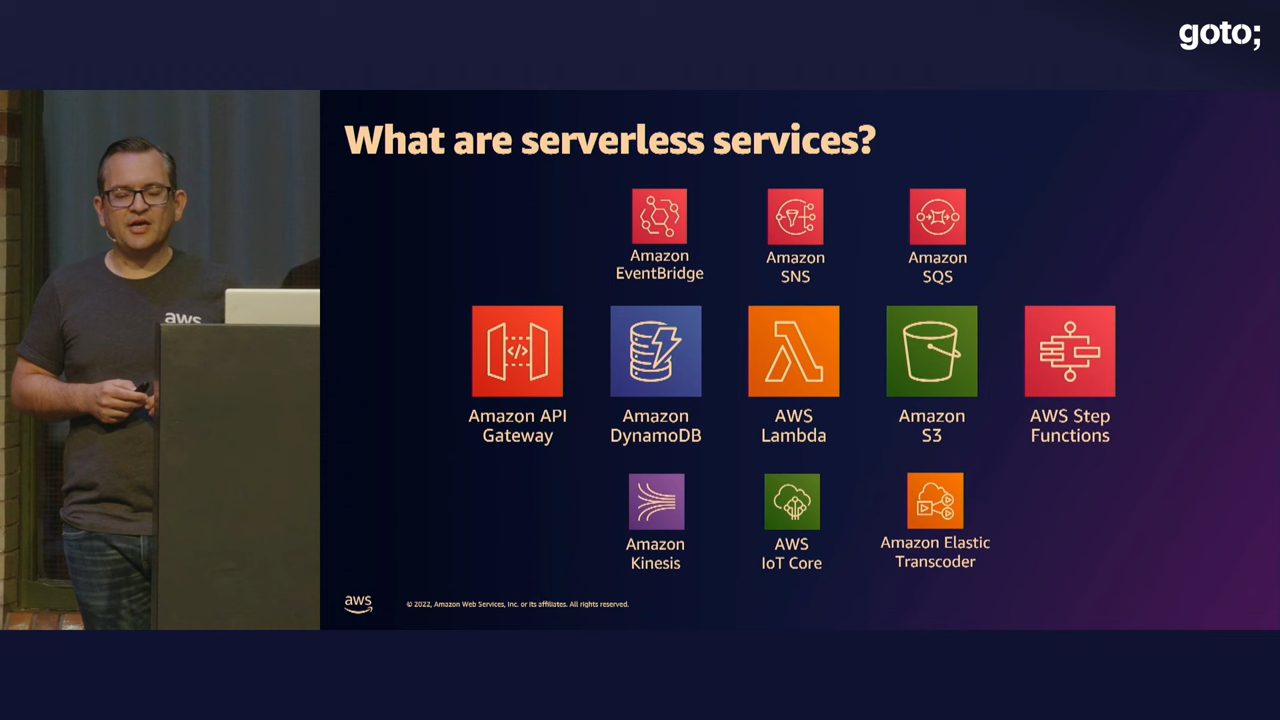 goto;
What are serverless services?
Amazon
EventBridge
Amazon
SNS
Amazon
SQS
Amazon API
Gateway
Amazon
DynamoDB
AWS
Lambda
Amazon
S3
AWS Step
Functions
Amazon
Kinesis
AWS
IoT Core
Amazon Elastic
Transcoder
aws
aws
© 2022, Amazon Web Services, Inc. or its affiliates. All rights reserved.